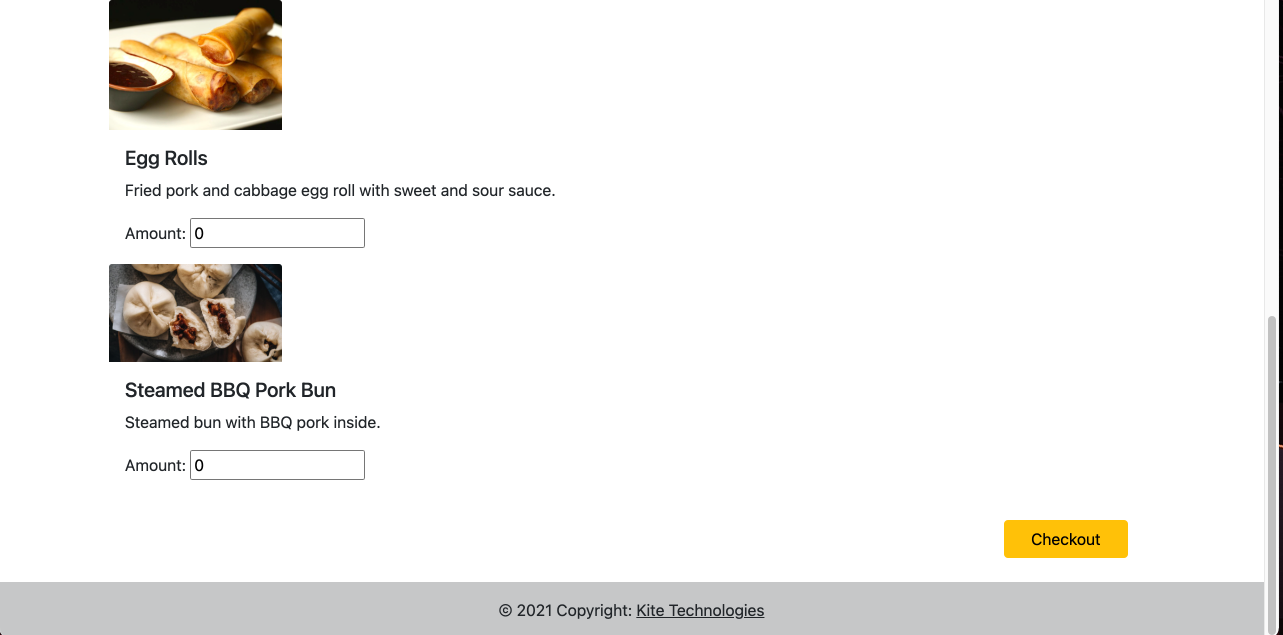 Egg Rolls
Fried pork and cabbage egg roll with sweet and sour sauce.
Amount: 0
Steamed BBQ Pork Bun
Steamed bun with BBQ pork inside.
Amount: 0
Checkout
© 2021 Copyright: Kite Technologies